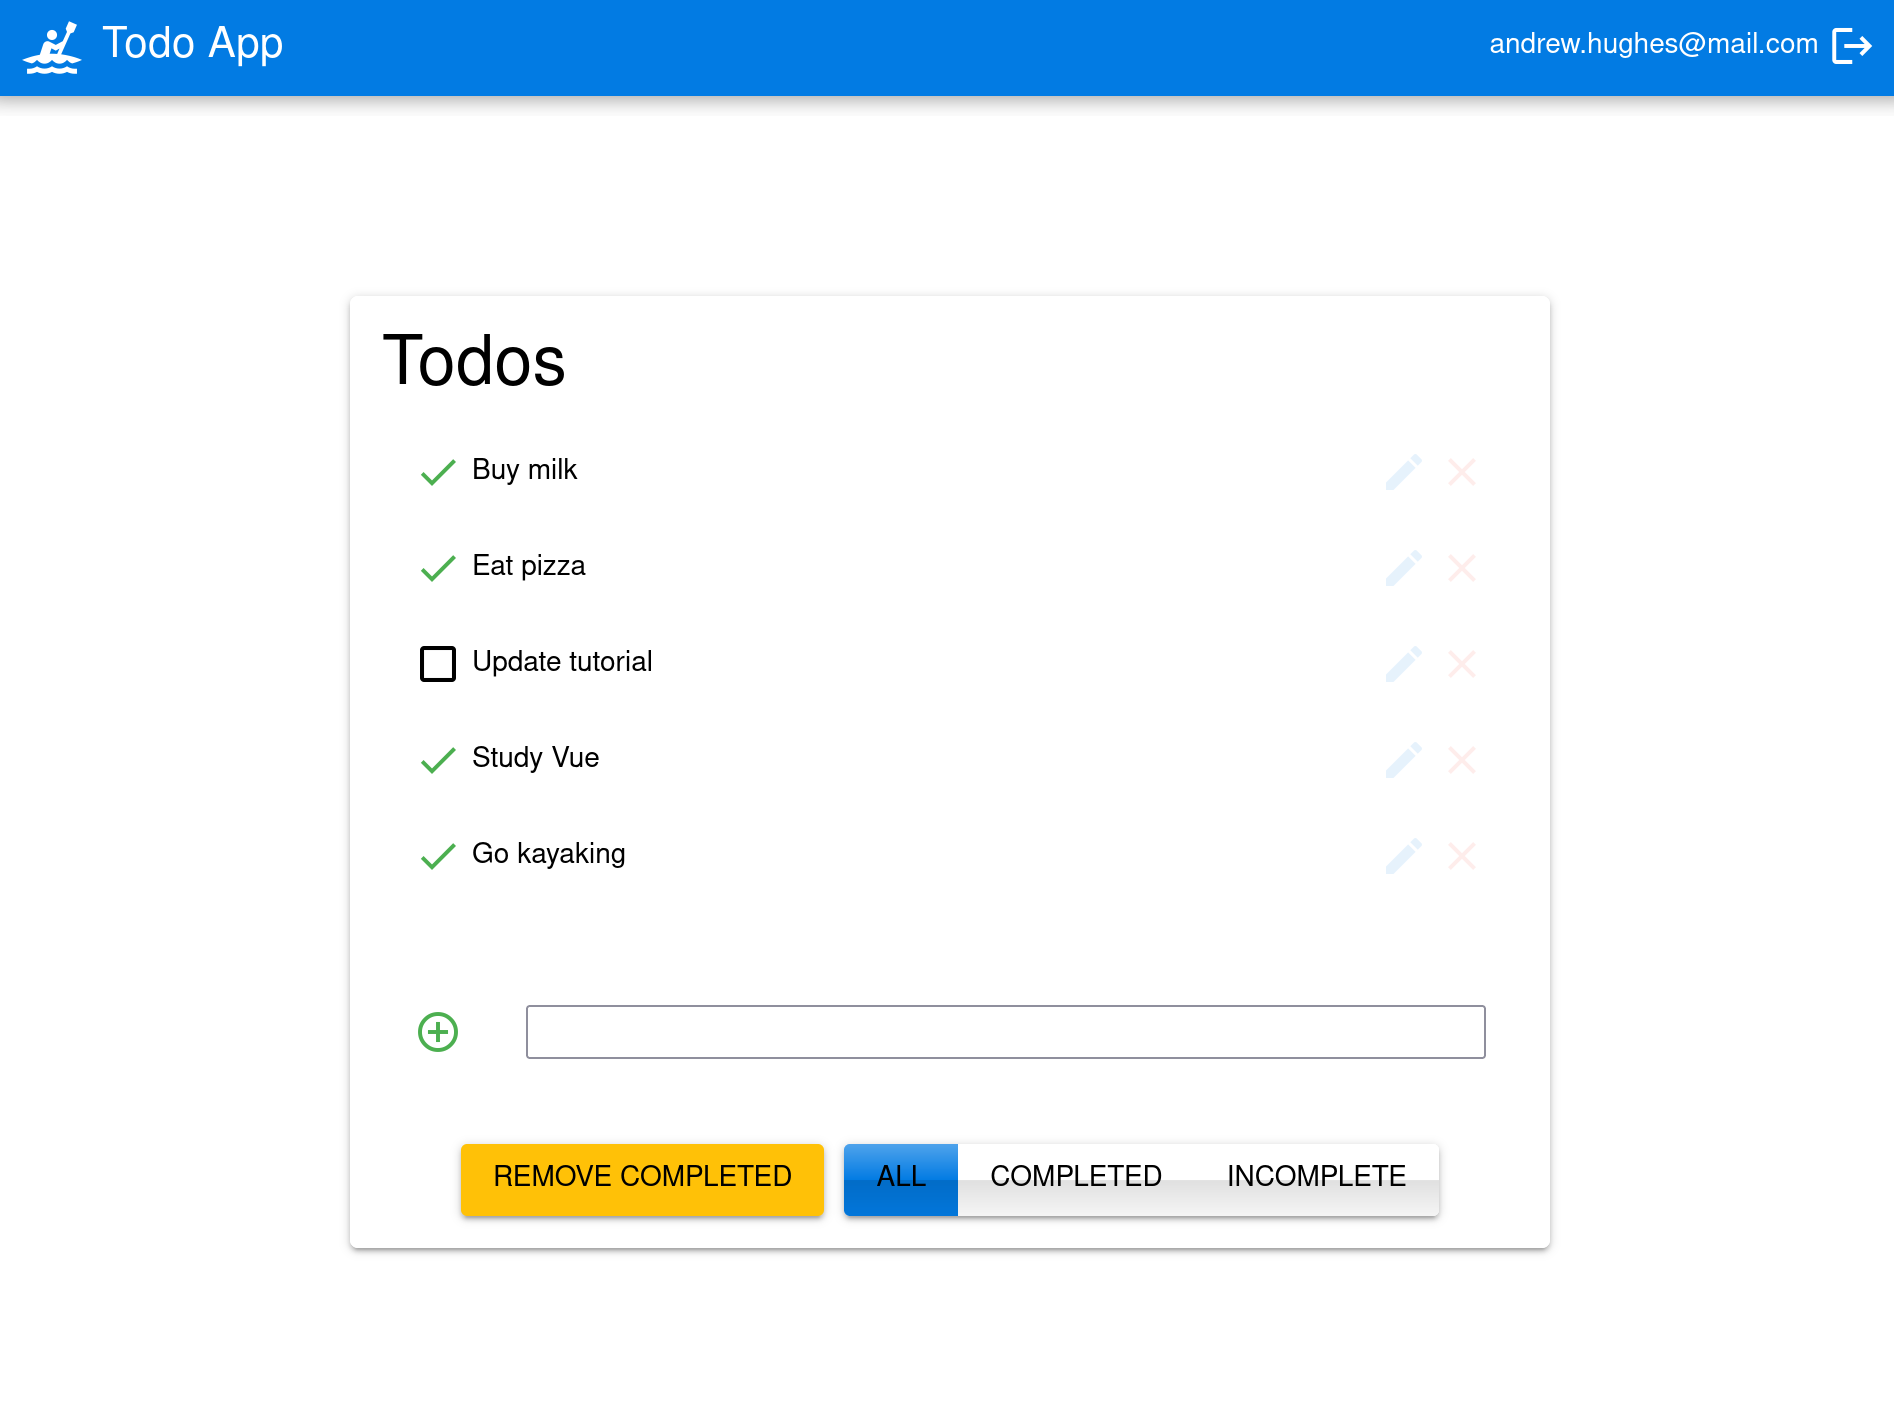 Todo App
andrew.hughes@mail.com
Todos
Buy milk
Eat pizza
Update tutorial
Study Vue
Go kayaking
REMOVE COMPLETED ALL COMPLETED INCOMPLETE